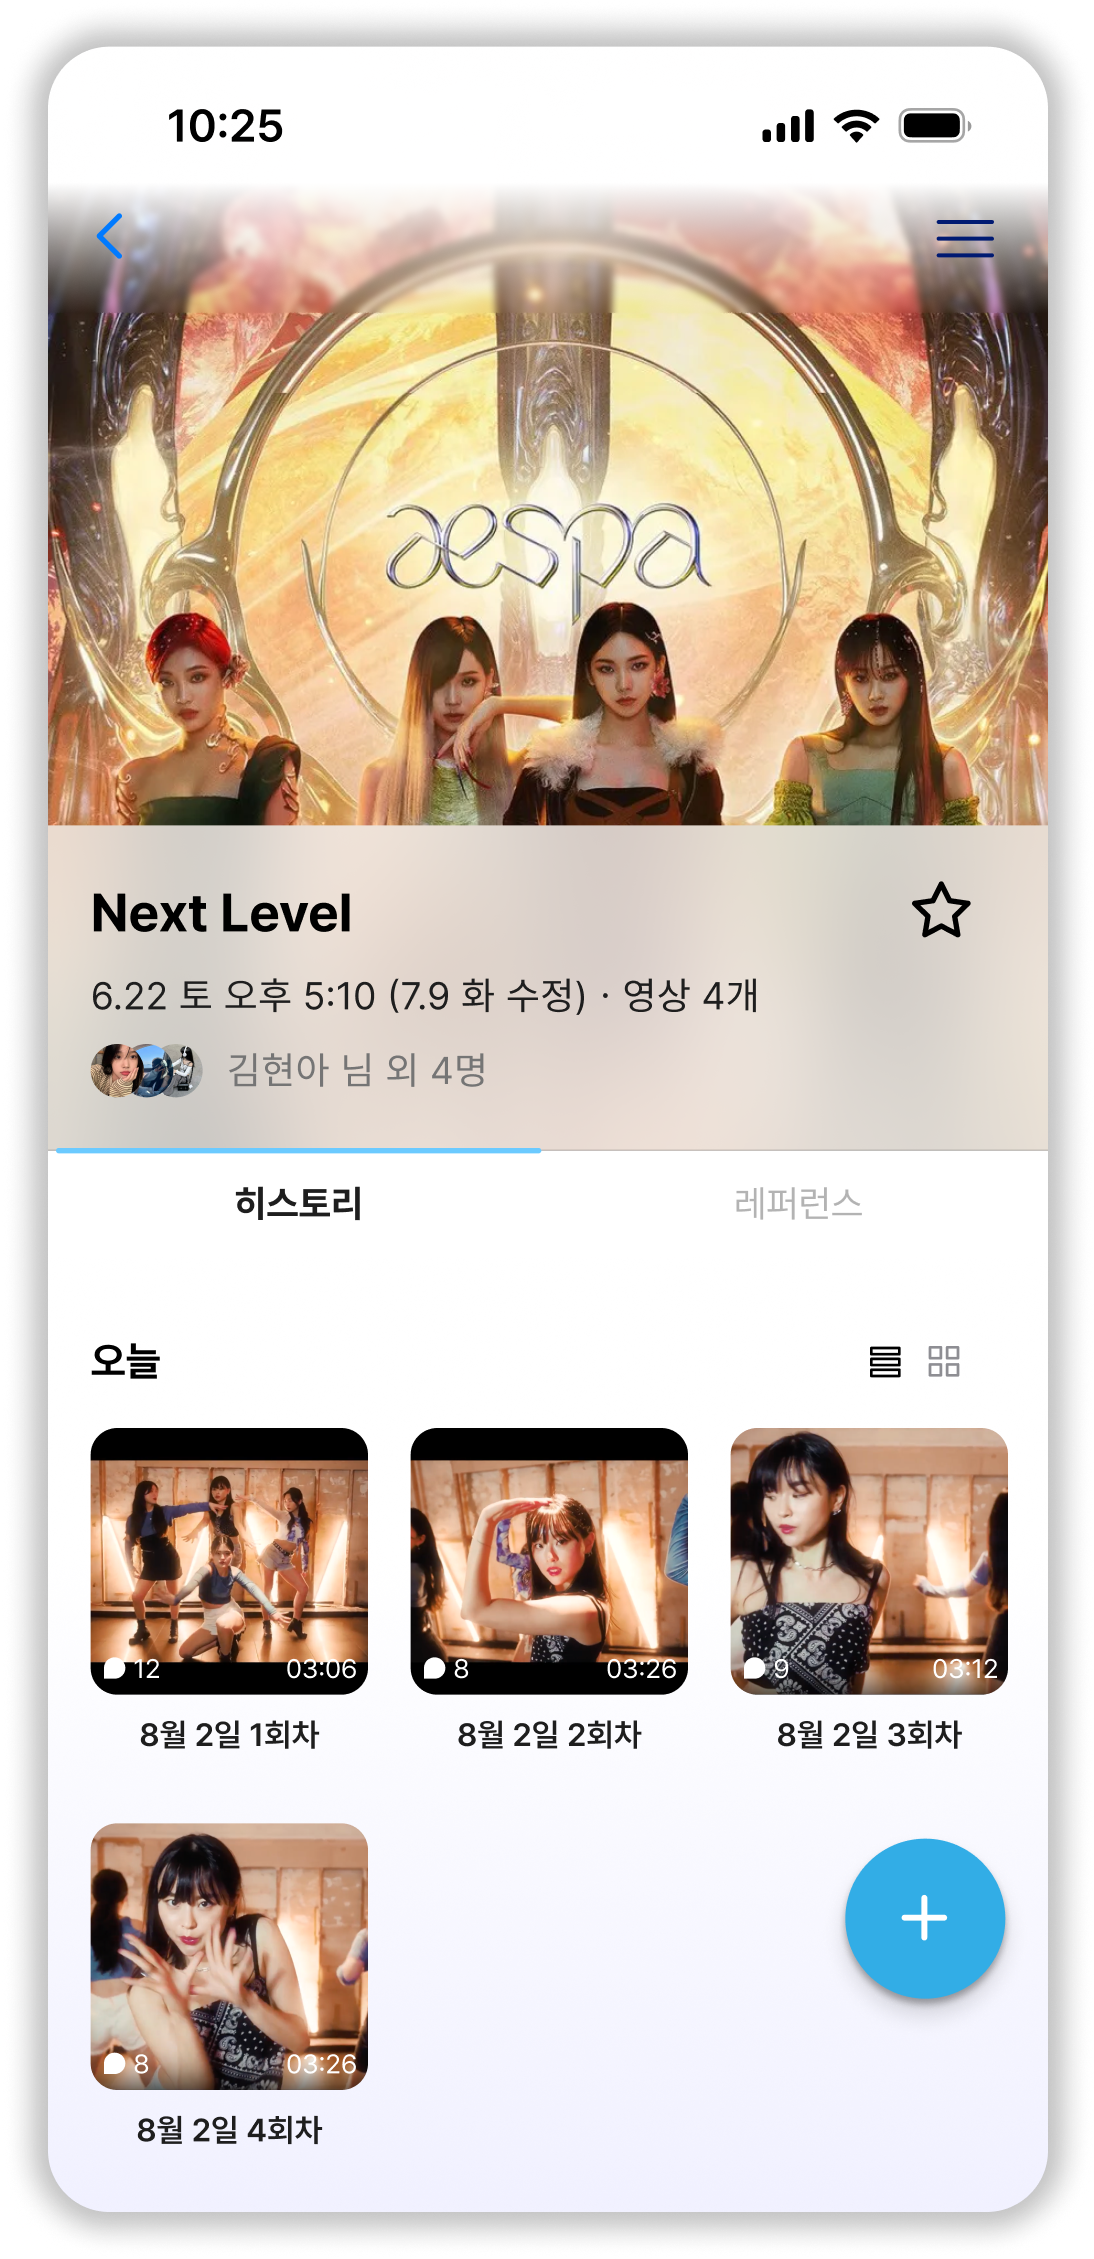 10:25
aespa
Next Level
6.22 토 오후 5:10 (7.9 화 수정) · 영상 4개
김현아 님 외 4명
히스토리 레퍼런스
오늘
12 03:06
8 03:26
9 03:12
8월 2일 1회차
8월 2일 2회차
8월 2일 3회차
8 03:26
8월 2일 4회차